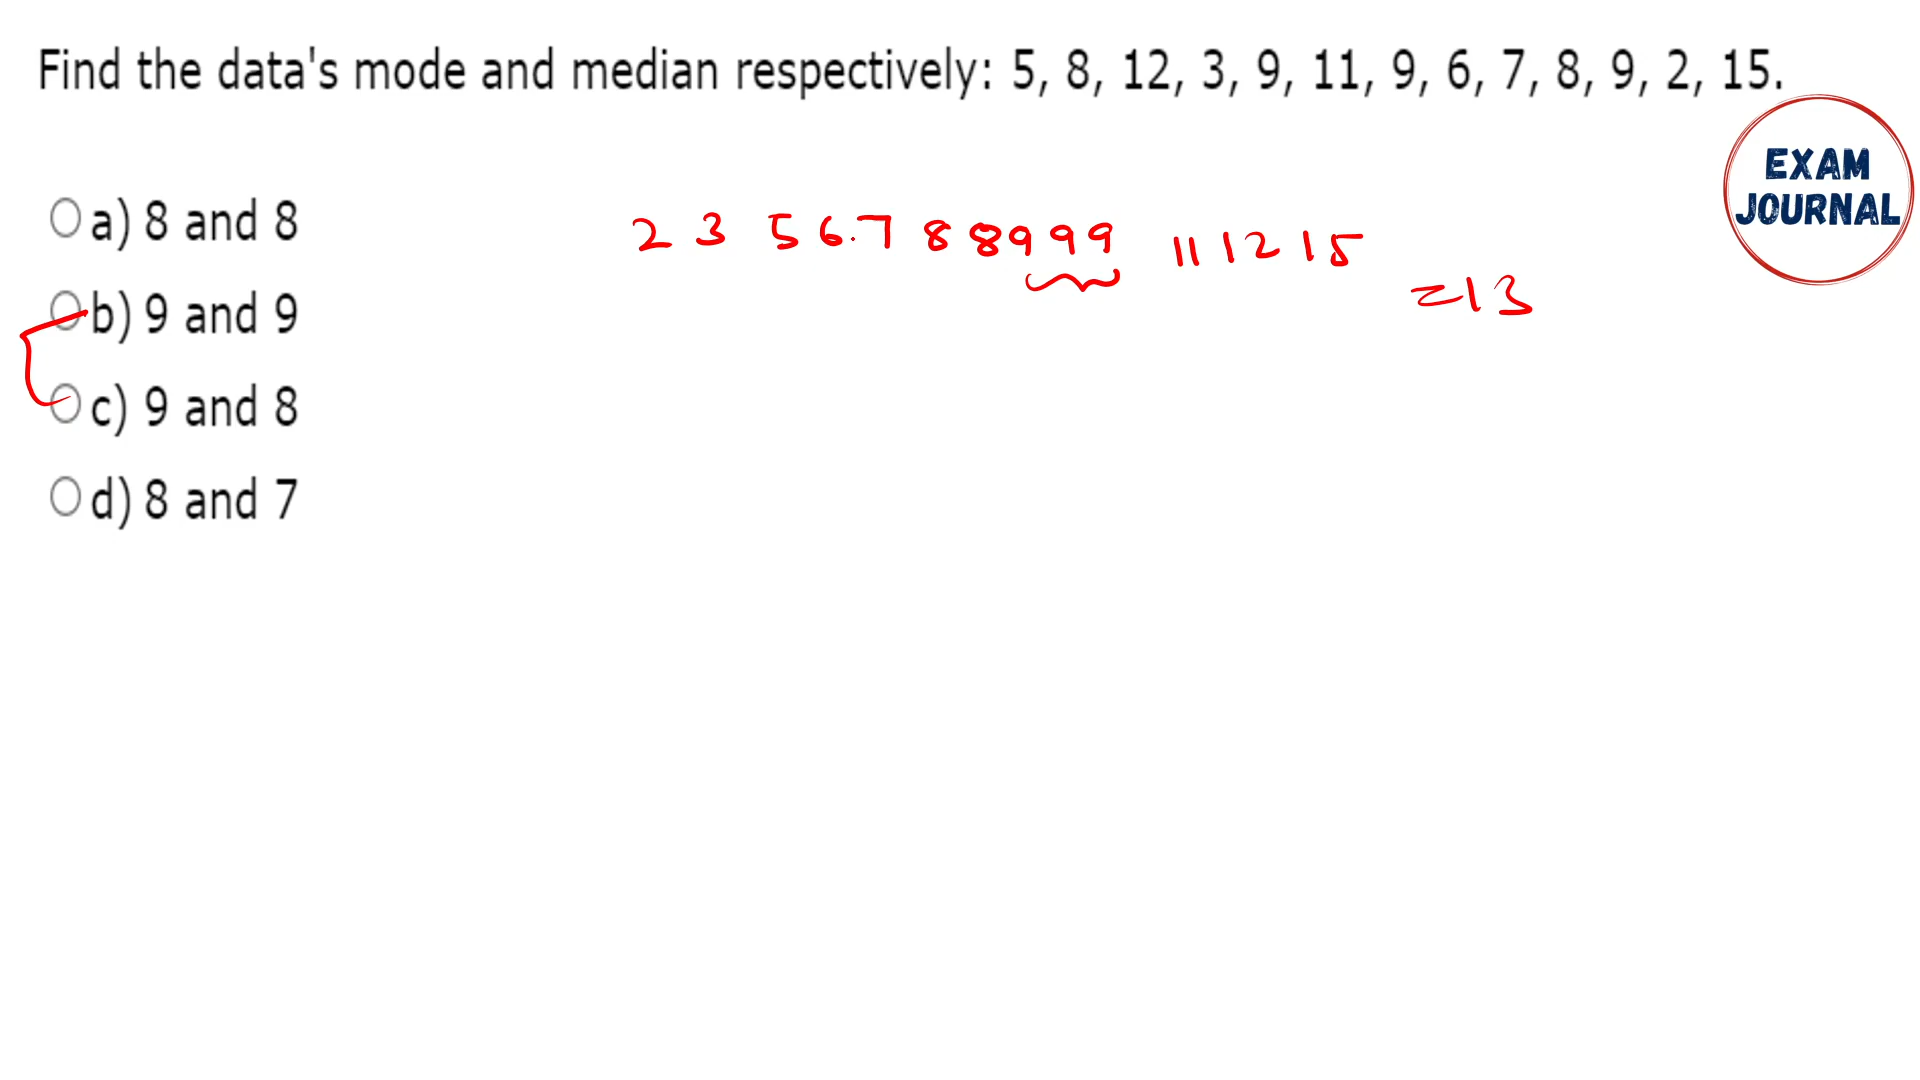 Find the data's mode and median respectively: 5, 8, 12, 3, 9, 11, 9, 6, 7, 8, 9, 2, 15.
EXAM
JOURNAL
a) 8 and 8
2 3 5 6.7 8 8 9 9 9 11 12 15
=13
b) 9 and 9
c) 9 and 8
d) 8 and 7